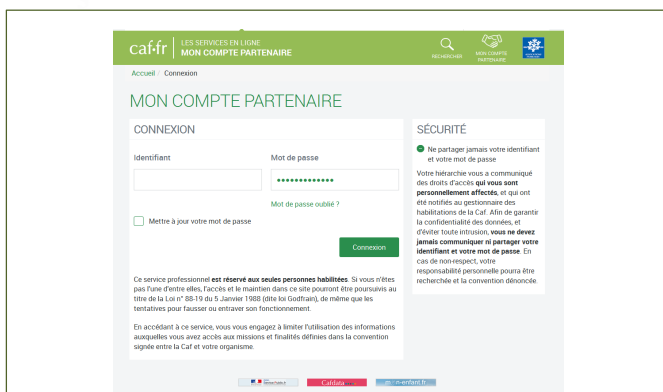 caf.fr
LES SERVICES EN LIGNE
MON COMPTE PARTENAIRE
RECHERCHER
MON COMPTE
PARTENAIRE
Accueil / Connexion
MON COMPTE PARTENAIRE
CONNEXION
Identifiant
Mot de passe
•••••••••••••
Mot de passe oublié ?
Mettre à jour votre mot de passe
Connexion
Ce service professionnel est réservé aux seules personnes habilitées. Si vous n'êtes
pas l'une d'entre elles, l'accès et le maintien dans ce site pourront être poursuivis au
titre de la Loi n° 88-19 du 5 Janvier 1988 (dite loi Godfrain), de même que les
tentatives pour fausser ou entraver son fonctionnement.
En accédant à ce service, vous vous engagez à limiter l'utilisation des informations
auxquelles vous avez accès aux missions et finalités définies dans la convention
signée entre la Caf et votre organisme.
SÉCURITÉ
Ne partager jamais votre identifiant
et votre mot de passe
Votre hiérarchie vous a communiqué
des droits d'accès qui vous sont
personnellement affectés, et qui ont
été notifiés au gestionnaire des
habilitations de la Caf. Afin de garantir
la confidentialité des données, et
d'éviter toute intrusion, vous ne devez
jamais communiquer ni partager votre
identifiant et votre mot de passe. En
cas de non-respect, votre
responsabilité personnelle pourra être
recherchée et la convention dénoncée.
Cafdata
mon-enfant.fr